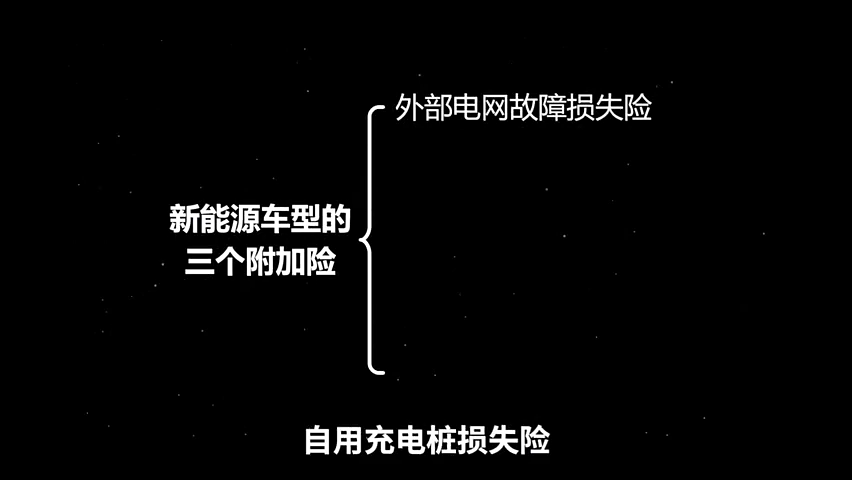 外部电网故障损失险
新能源车型的
三个附加险
自用充电桩损失险